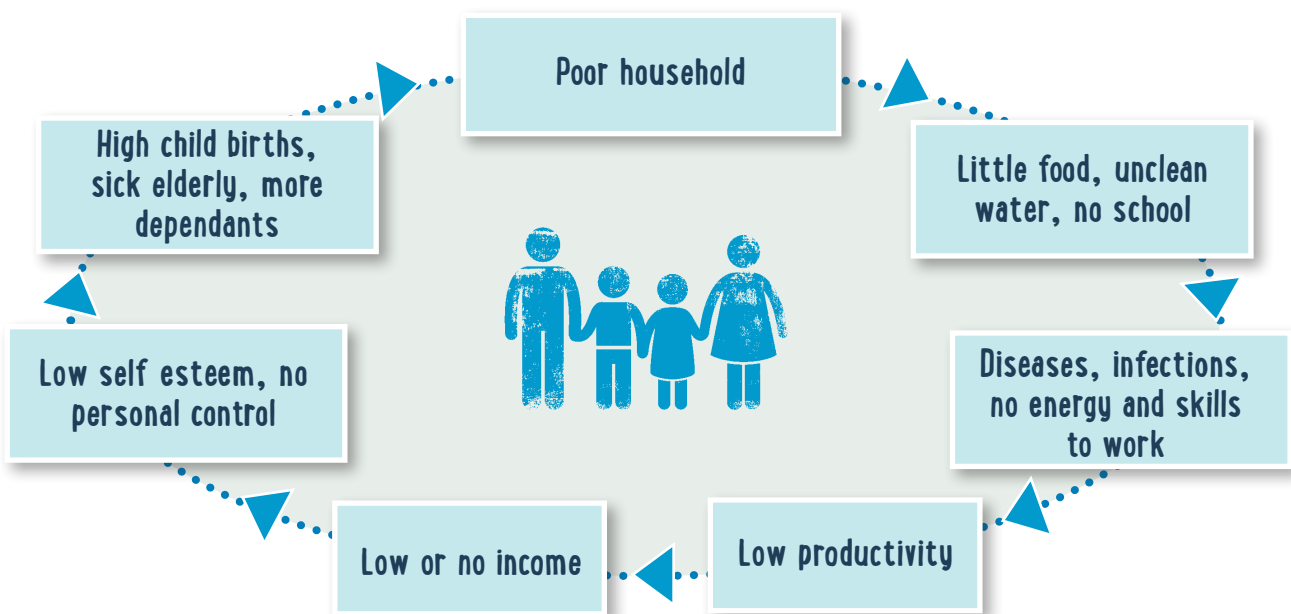 Poor household
Little food, unclean
water, no school
Diseases, infections,
no energy and skills
to work
Low productivity
Low or no income
Low self esteem, no
personal control
High child births,
sick elderly, more
dependants